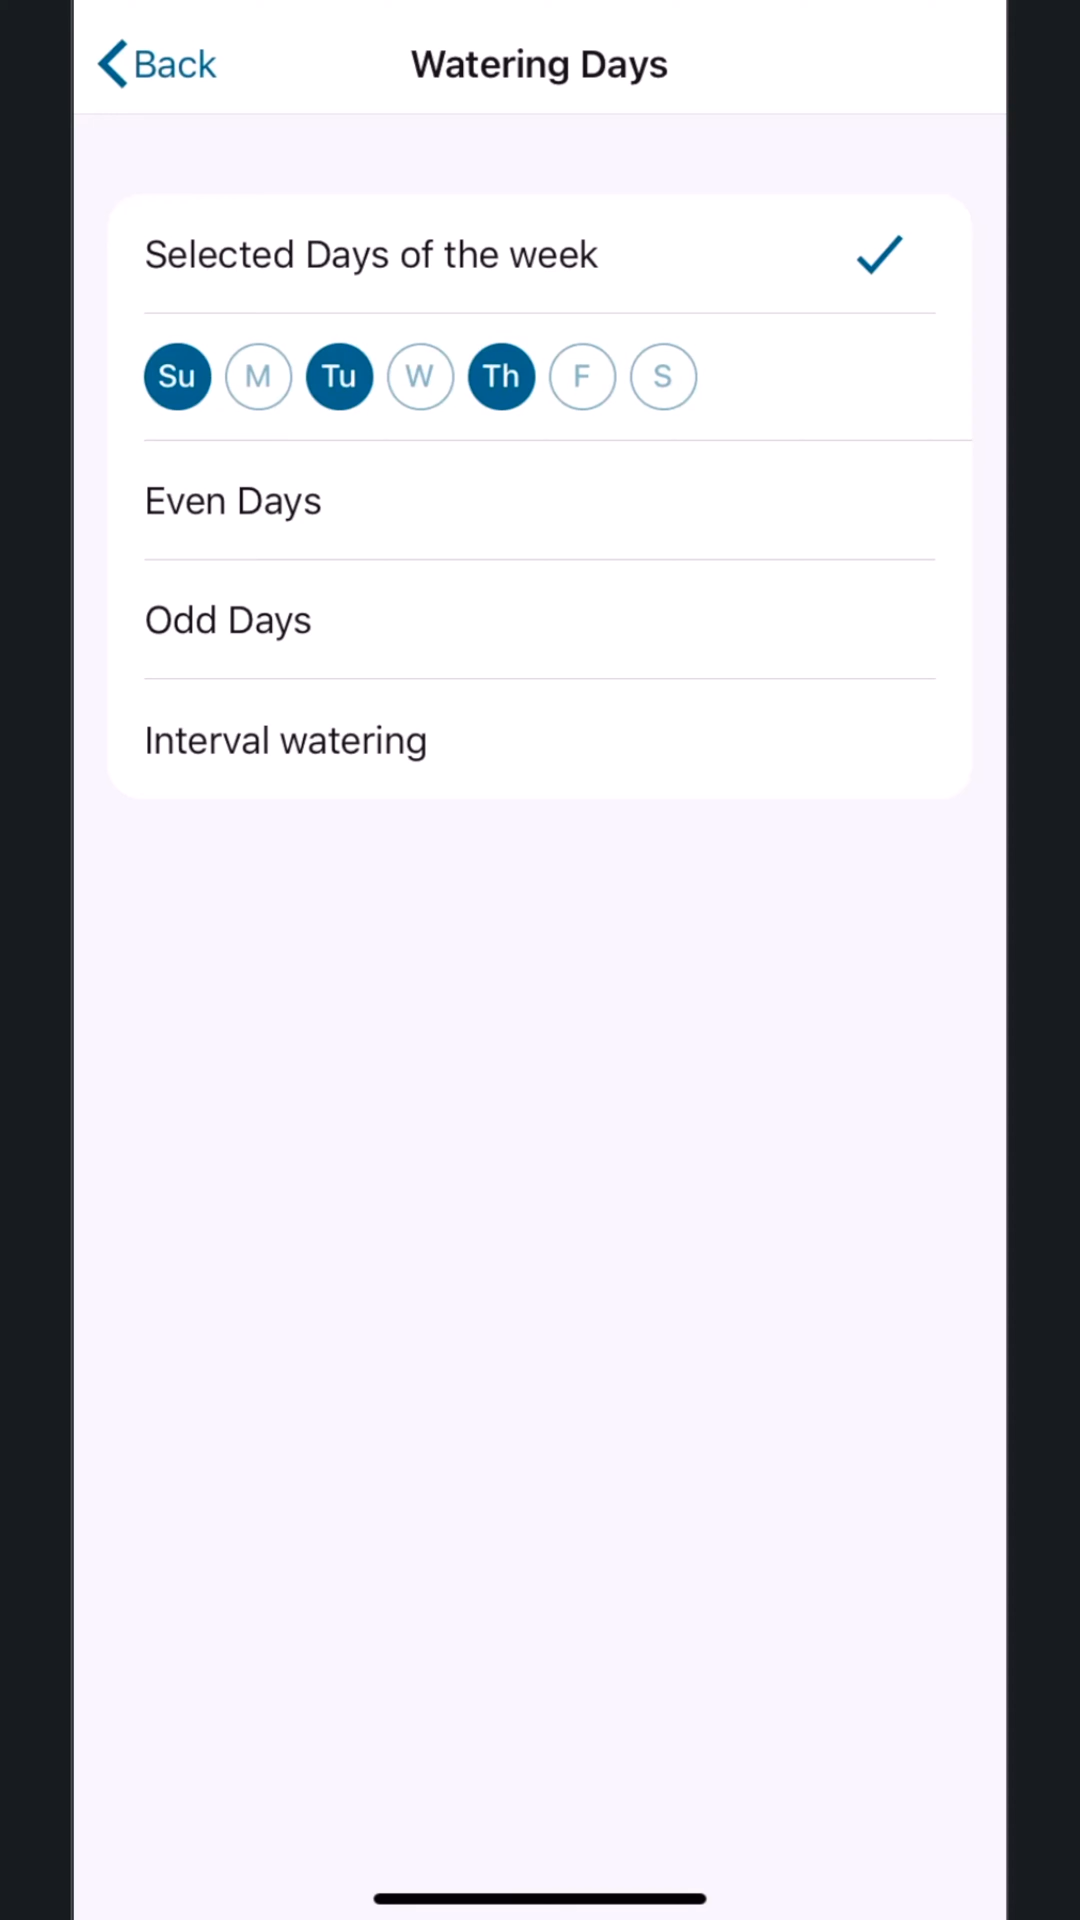 Back
Watering Days
Selected Days of the week
Su M Tu W Th F S
Even Days
Odd Days
Interval watering